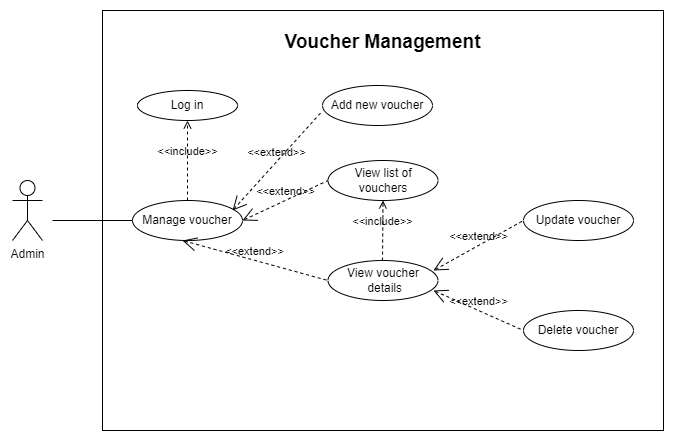 Voucher Management
Log in
Add new voucher
<<include>>
<<extend>>
View list of
vouchers
<<extend>>
Manage voucher
<<include>>
Update voucher
<<extend>>
Admin
<<extend>>
View voucher
details
<<extend>>
Delete voucher